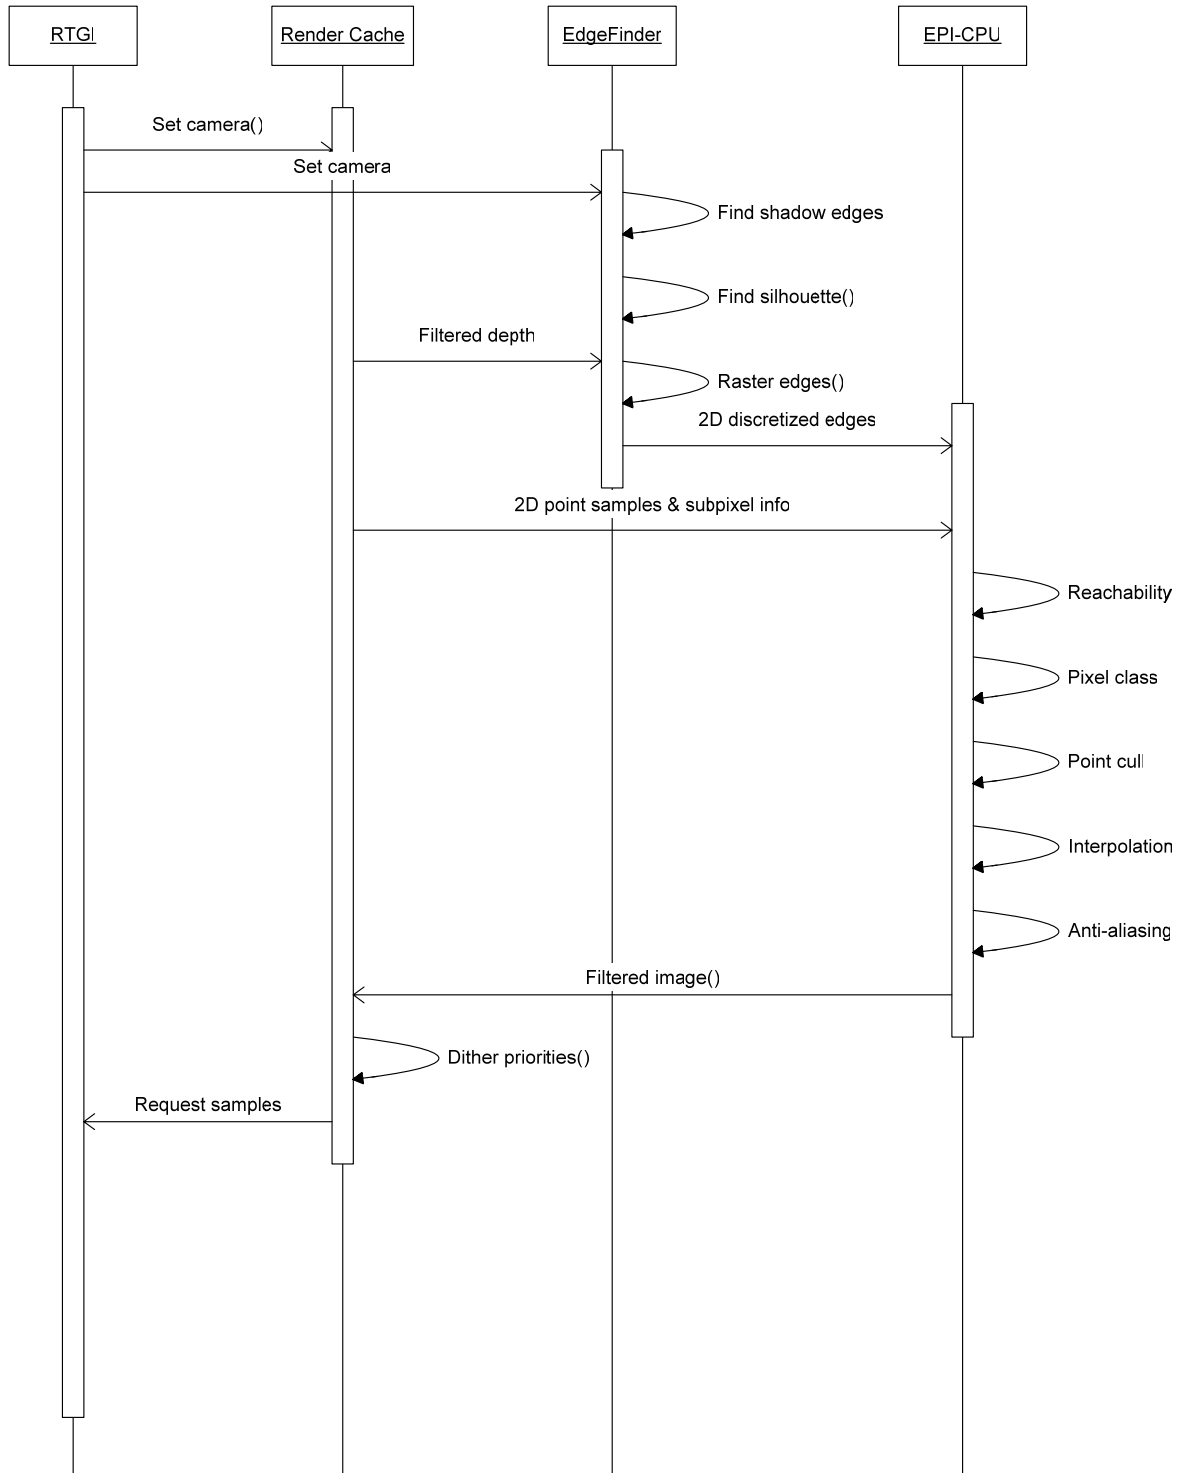 RTGI
Render Cache
EdgeFinder
EPI-CPU
Set camera()
Set camera
Find shadow edges
Find silhouette()
Filtered depth
Raster edges()
2D discretized edges
2D point samples & subpixel info
Reachability
Pixel class
Point cull
Interpolation
Anti-aliasing
Filtered image()
Dither priorities()
Request samples